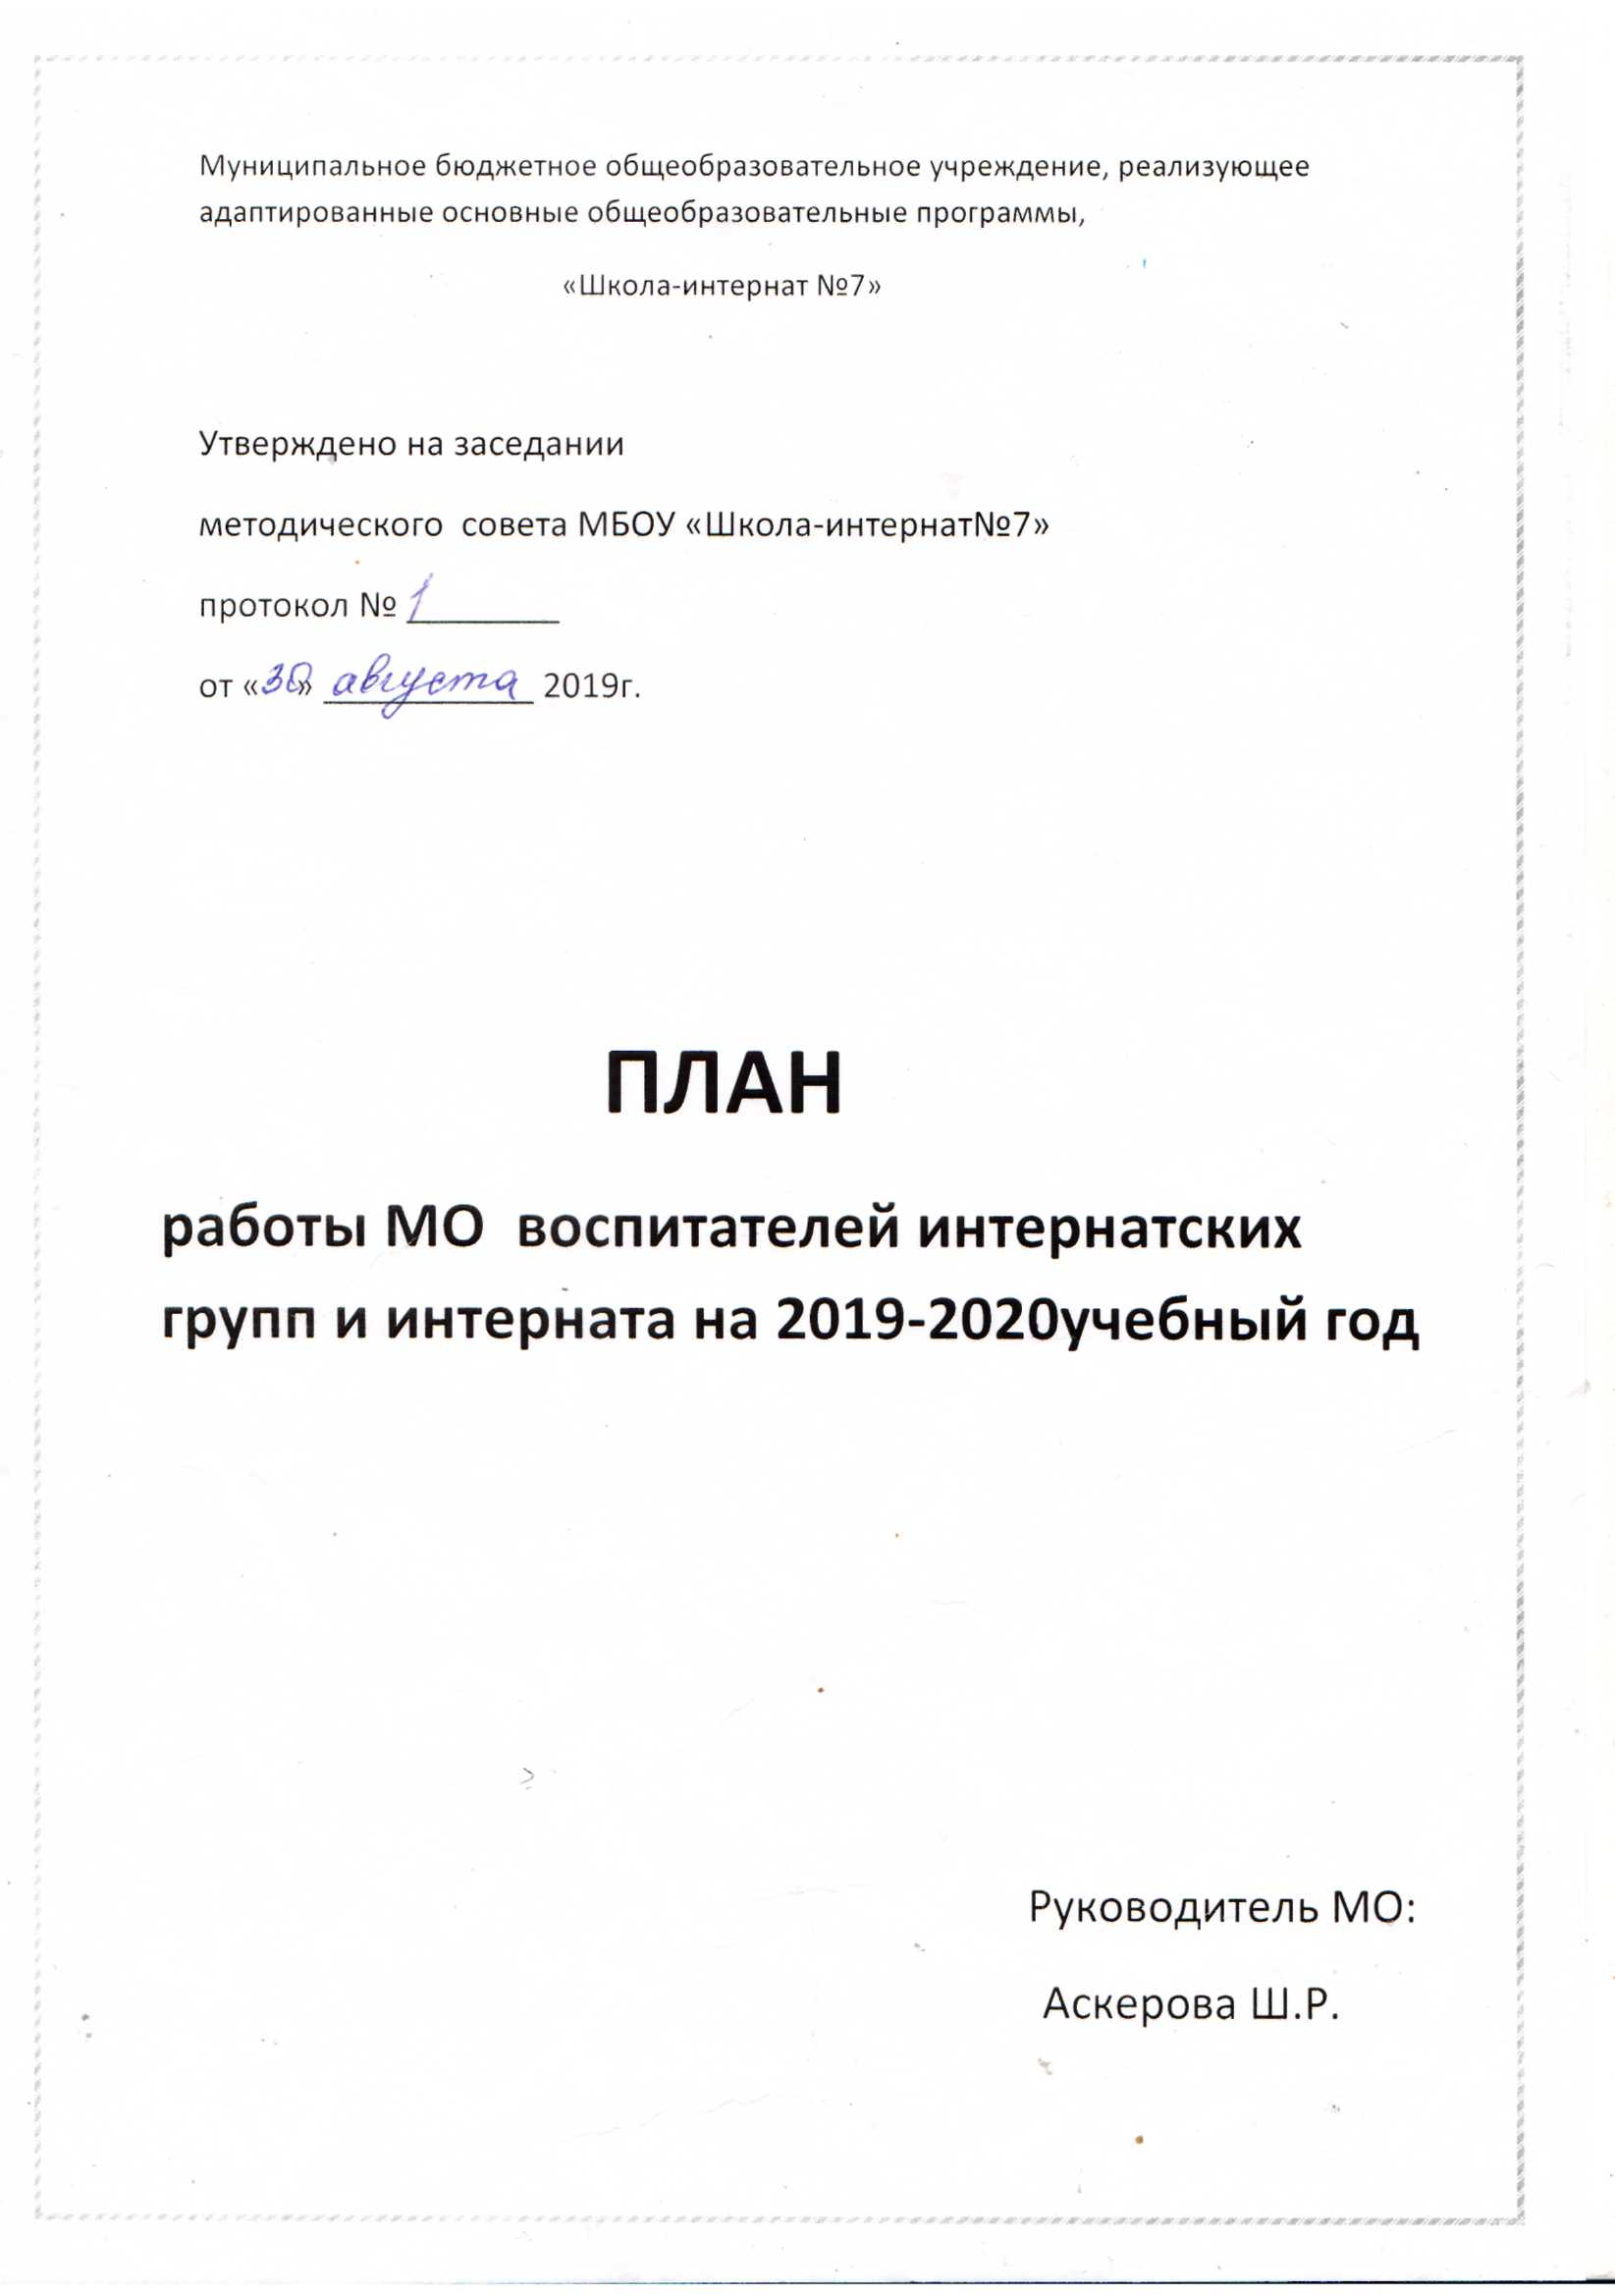 Муниципальное бюджетное общеобразовательное учреждение, реализующее
адаптированные основные общеобразовательные программы,
«Школа-интернат №7»
Утверждено на заседании
методического совета МБОУ «Школа-интернат№7»
протокол № 1
от «30» августа 2019г.
ПЛАН
работы МО воспитателей интернатских
групп и интерната на 2019-2020учебный год
Руководитель МО:
Аскерова Ш.Р.